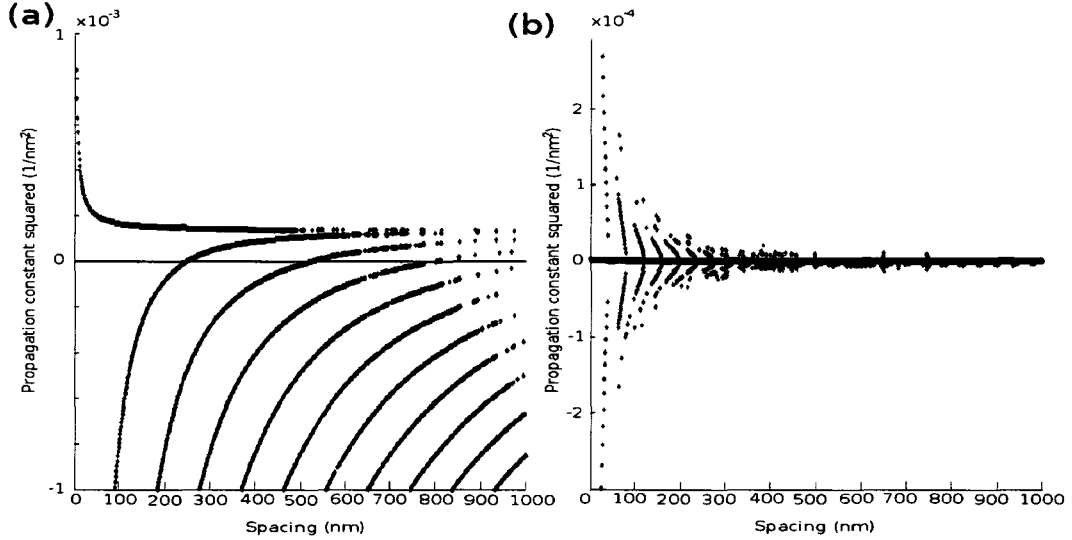 (a)
×10⁻³
1
0
-1
Propagation constant squared (1/nm²)
0 100 200 300 400 500 600 700 800 900 1000
Spacing (nm)
(b)
×10⁻⁴
2
1
0
-1
-2
Propagation constant squared (1/nm²)
0 100 200 300 400 500 600 700 800 900 1000
Spacing (nm)